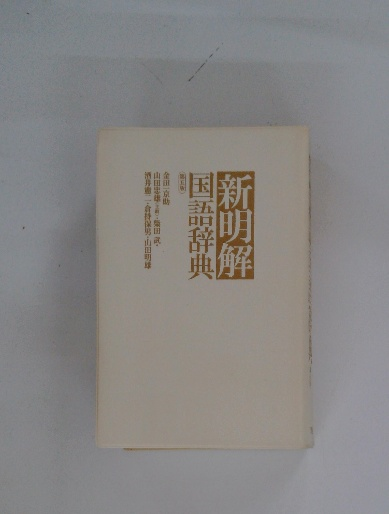 新明解
国語辞典
金田一京助
山田忠雄(主幹)・柴田武・
酒井憲二・倉持保男・山田明雄